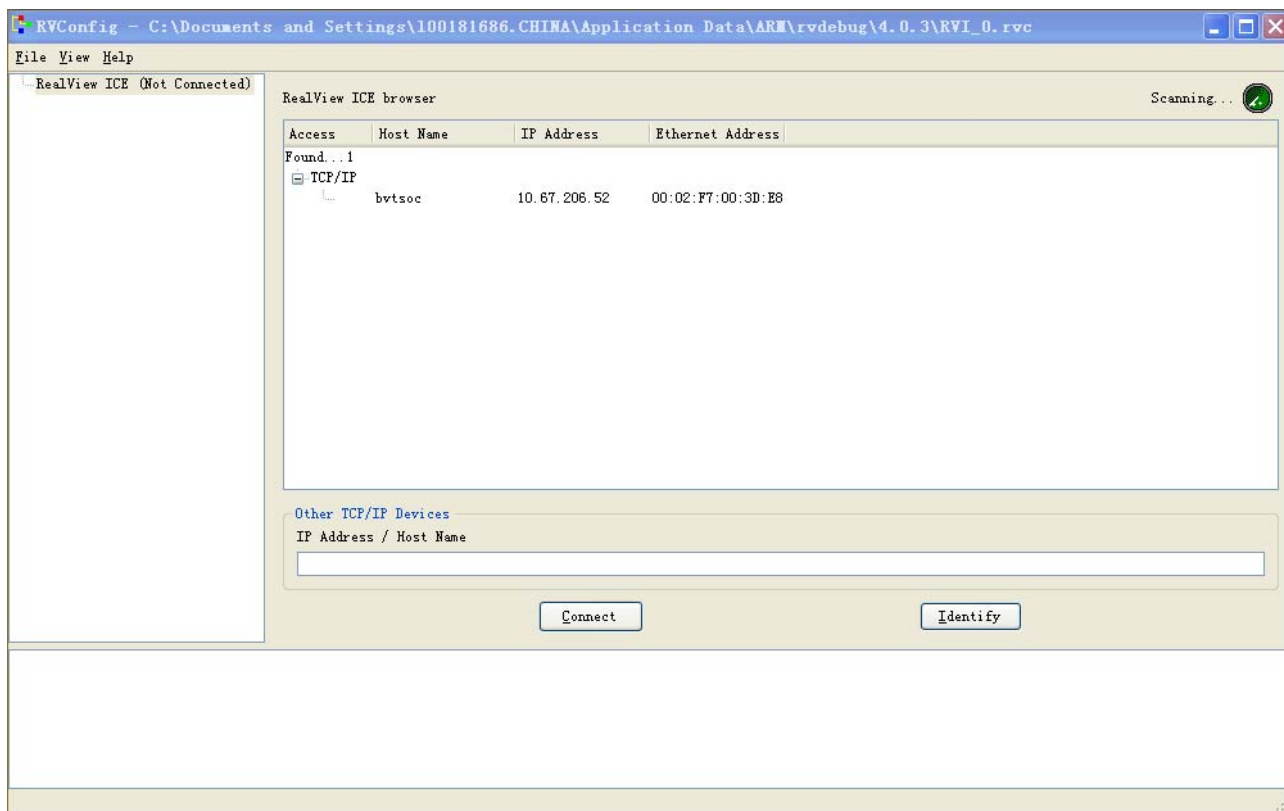 RVConfig - C:\Documents and Settings\l00181686.CHINA\Application Data\ARM\rvdebug\4.0.3\RVI_0.rvc
File View Help
RealView ICE (Not Connected)
RealView ICE browser Scanning...
Access Host Name IP Address Ethernet Address
Found...1
TCP/IP
bvtsoc 10.67.206.52 00:02:F7:00:3D:E8
Other TCP/IP Devices
IP Address / Host Name
Connect Identify